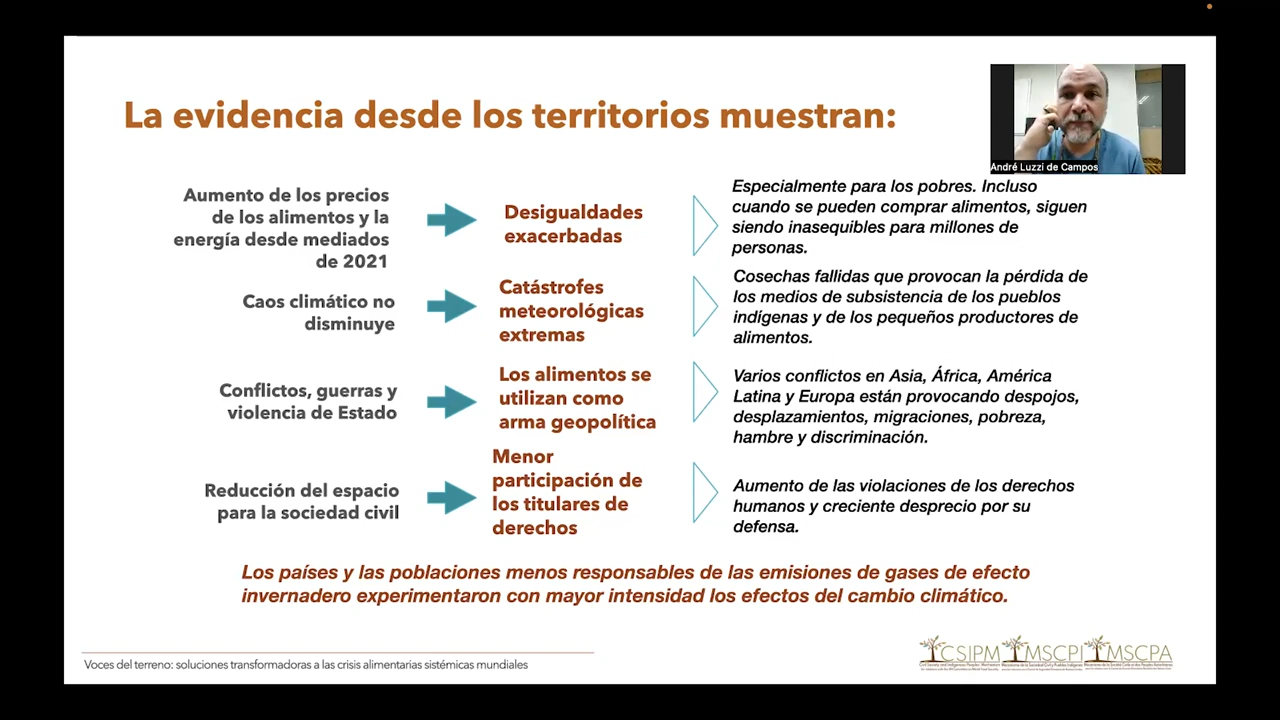 La evidencia desde los territorios muestran:
André Luzzi de Campos
Aumento de los precios
de los alimentos y la
energía desde mediados
de 2021
Desigualdades
exacerbadas
Especialmente para los pobres. Incluso
cuando se pueden comprar alimentos, siguen
siendo inasequibles para millones de
personas.
Caos climático no
disminuye
Catástrofes
meteorológicas
extremas
Cosechas fallidas que provocan la pérdida de
los medios de subsistencia de los pueblos
indígenas y de los pequeños productores de
alimentos.
Conflictos, guerras y
violencia de Estado
Los alimentos se
utilizan como
arma geopolítica
Varios conflictos en Asia, África, América
Latina y Europa están provocando despojos,
desplazamientos, migraciones, pobreza,
hambre y discriminación.
Reducción del espacio
para la sociedad civil
Menor
participación de
los titulares de
derechos
Aumento de las violaciones de los derechos
humanos y creciente desprecio por su
defensa.
Los países y las poblaciones menos responsables de las emisiones de gases de efecto
invernadero experimentaron con mayor intensidad los efectos del cambio climático.
Voces del terreno: soluciones transformadoras a las crisis alimentarias sistémicas mundiales
CSIPM MSCPI MSCPA